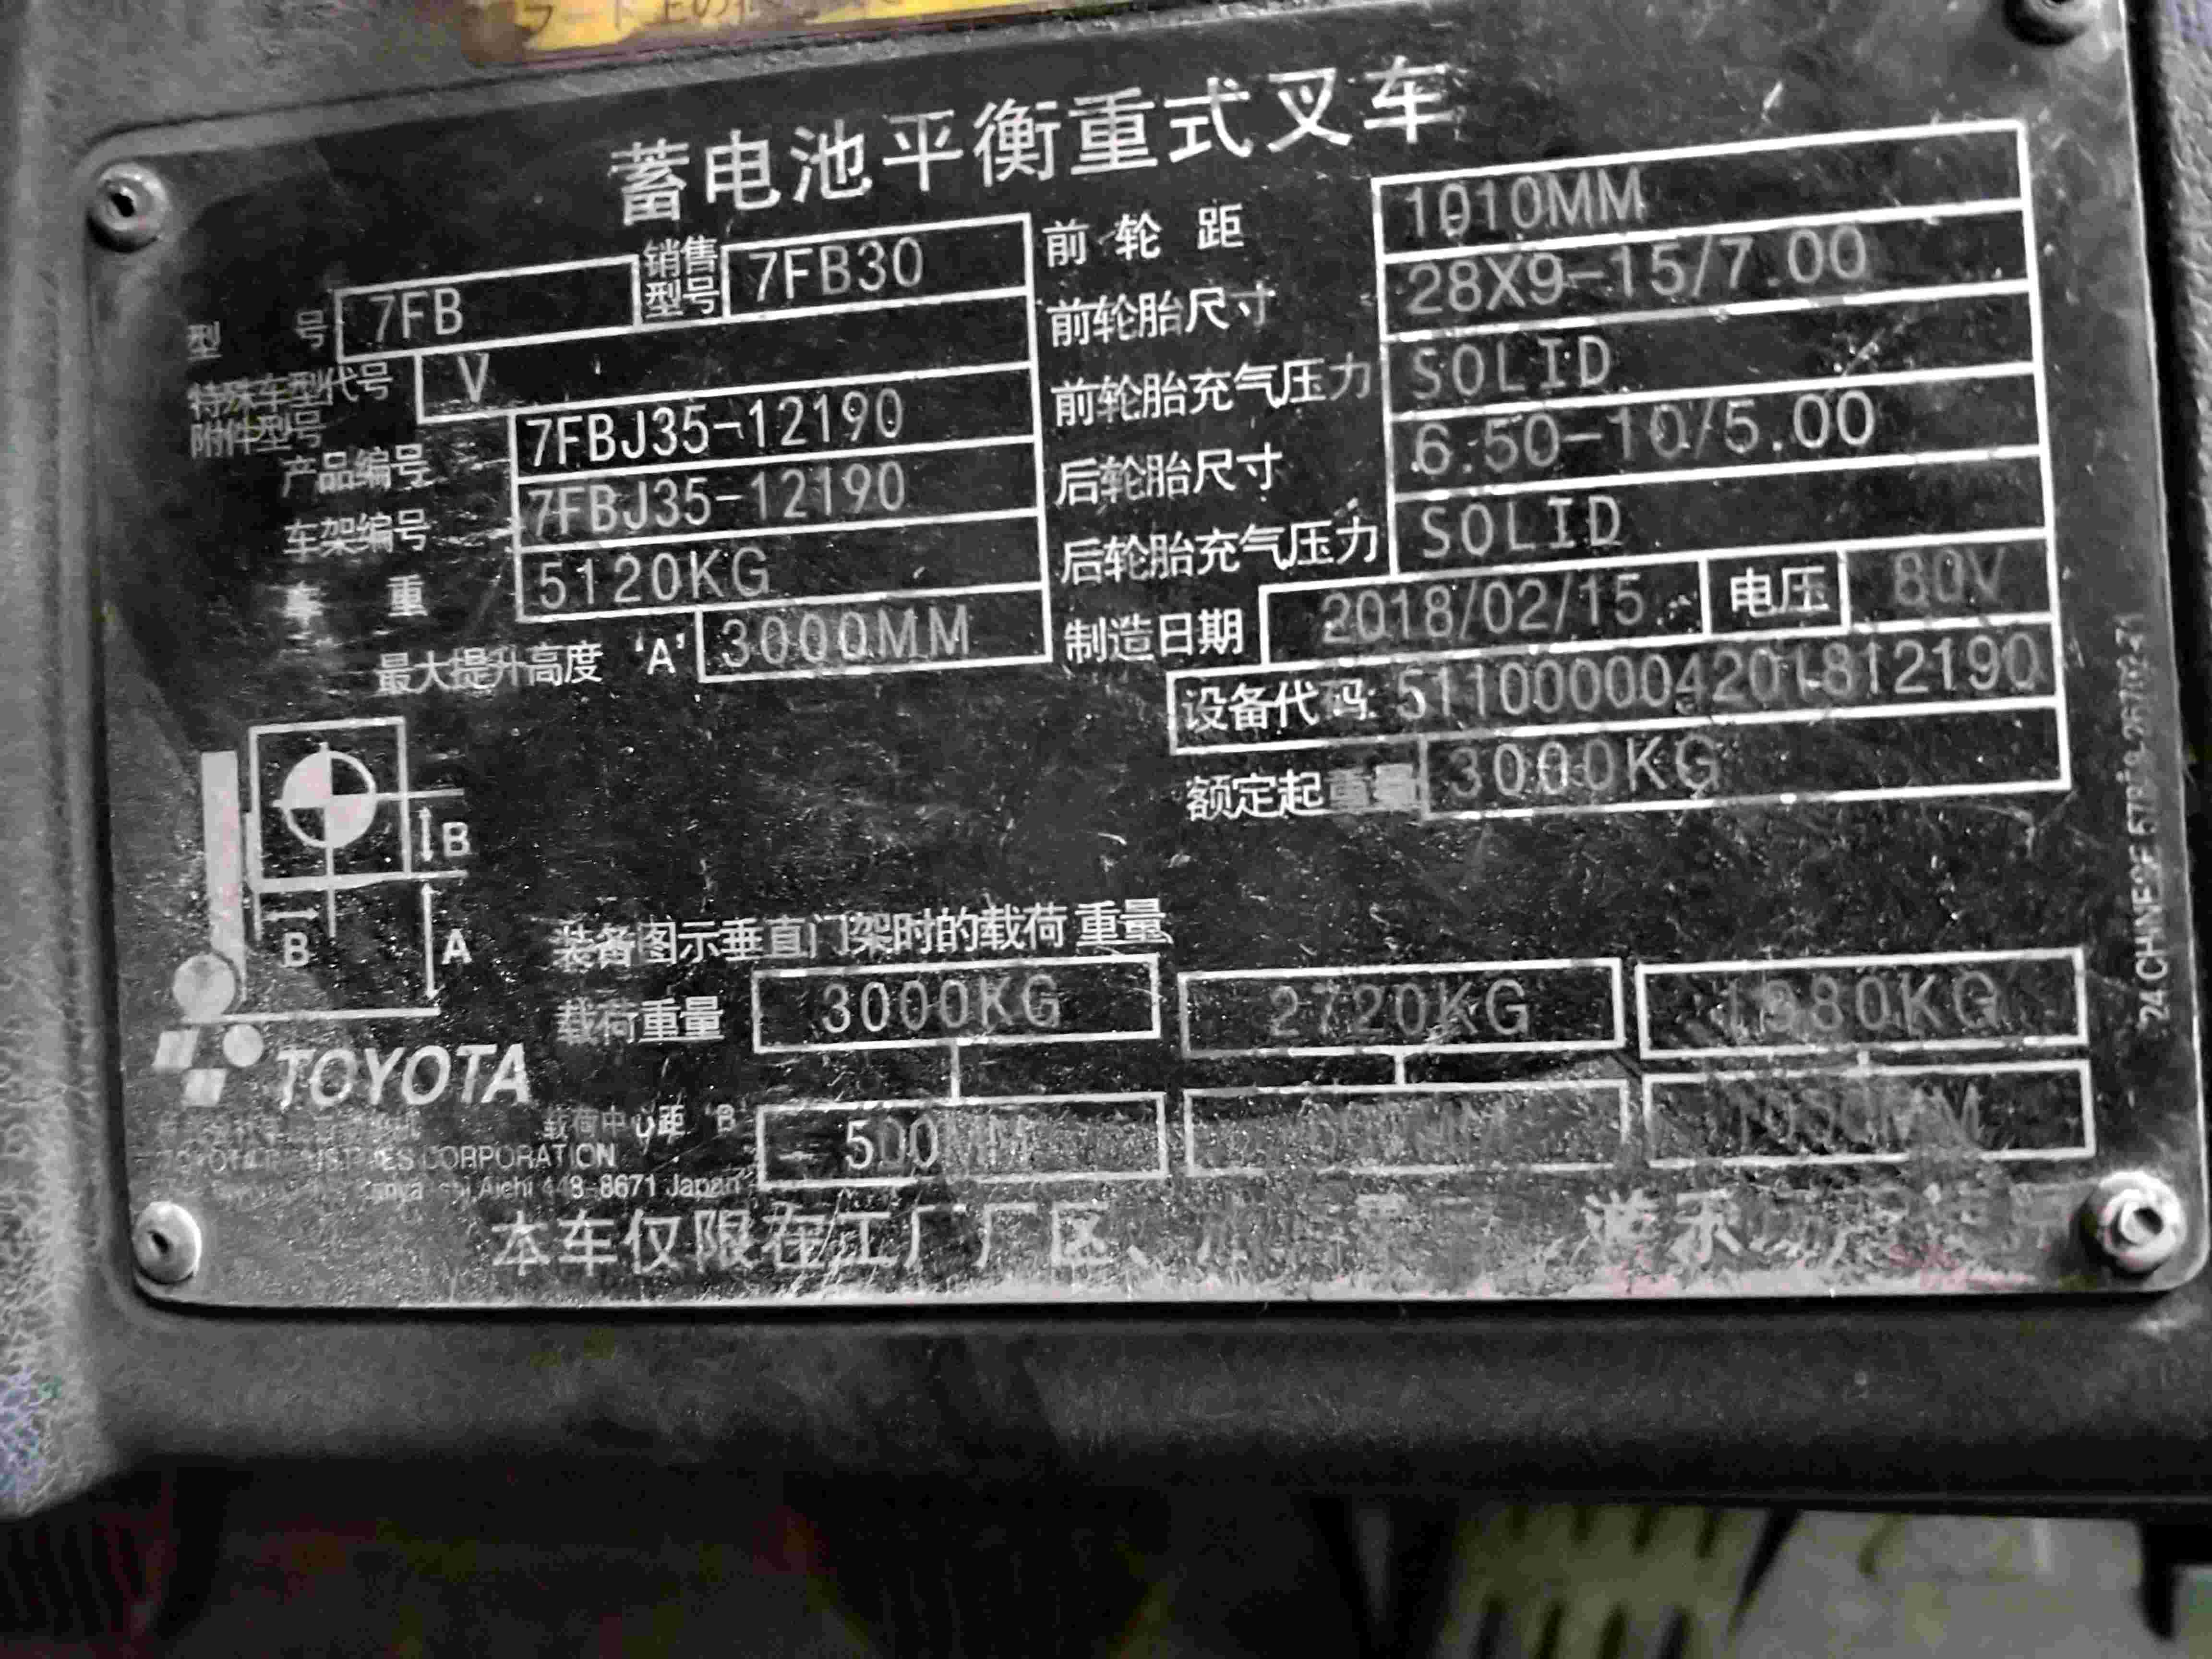 蓄电池平衡重式叉车
型 号 7FB 销售型号 7FB30
特殊车型代号 V
附件型号
产品编号 7FBJ35-12190
车架编号 7FBJ35-12190
车 重 5120KG
最大提升高度 'A' 3000MM
前轮距 1010MM
前轮胎尺寸 28X9-15/7.00
前轮胎充气压力 SOLID
后轮胎尺寸 6.50-10/5.00
后轮胎充气压力 SOLID
制造日期 2018/02/15 电压 80V
设备代码: 511000004201812190
额定起重量 3000KG
B
B
A
装备图示垂直门架时的载荷重量
载荷重量 3000KG 2720KG
载荷中心距 'B' 500
TOYOTA
CORPORATION
Aichi 448-8671 Japan
本车仅限在工厂厂区、
24 CHINESE